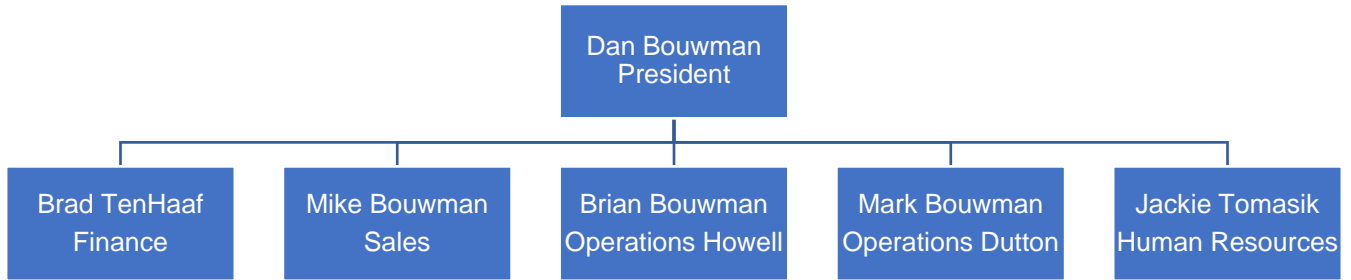 Dan Bouwman
President
Brad TenHaaf
Finance
Mike Bouwman
Sales
Brian Bouwman
Operations Howell
Mark Bouwman
Operations Dutton
Jackie Tomasik
Human Resources